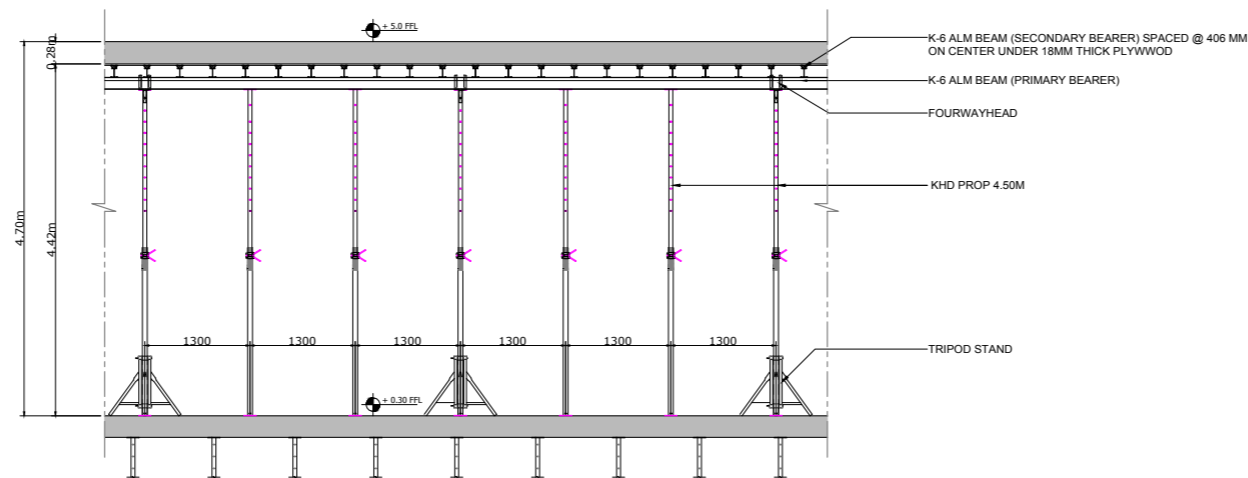 + 5.0 FFL
0.28m
K-6 ALM BEAM (SECONDARY BEARER) SPACED @ 406 MM
ON CENTER UNDER 18MM THICK PLYWWOD
K-6 ALM BEAM (PRIMARY BEARER)
FOURWAYHEAD
KHD PROP 4.50M
4.70m
4.42m
1300 1300 1300 1300 1300 1300
TRIPOD STAND
+ 0.30 FFL